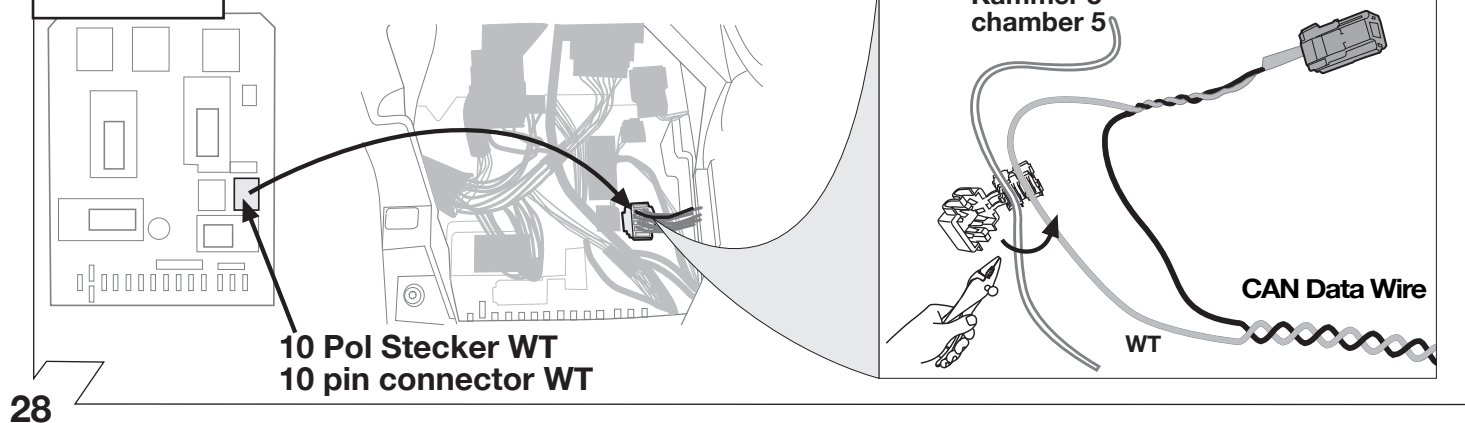 chamber 5
CAN Data Wire
WT
10 Pol Stecker WT
10 pin connector WT
28